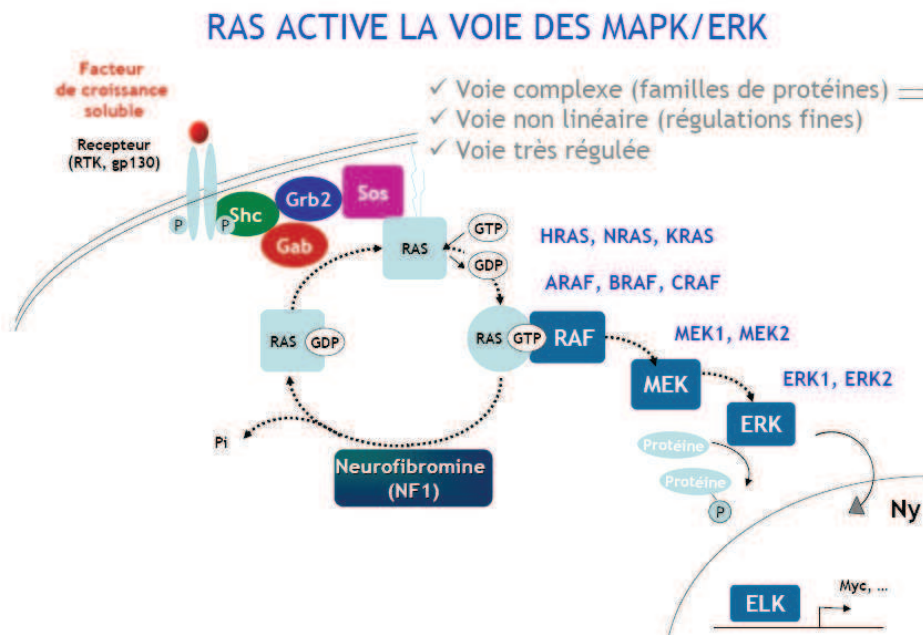 RAS ACTIVE LA VOIE DES MAPK/ERK
Facteur
de croissance
soluble
✓ Voie complexe (familles de protéines)
✓ Voie non linéaire (régulations fines)
✓ Voie très régulée
Recepteur
(RTK, gp130)
P
P
Shc
Grb2
Sos
Gab
RAS
GTP
GDP
HRAS, NRAS, KRAS
ARAF, BRAF, CRAF
RAS
GDP
RAS
GTP
RAF
MEK1, MEK2
MEK
ERK1, ERK2
ERK
Pi
Neurofibromine
(NF1)
Protéine
Protéine
P
Ny
ELK
Myc, ...